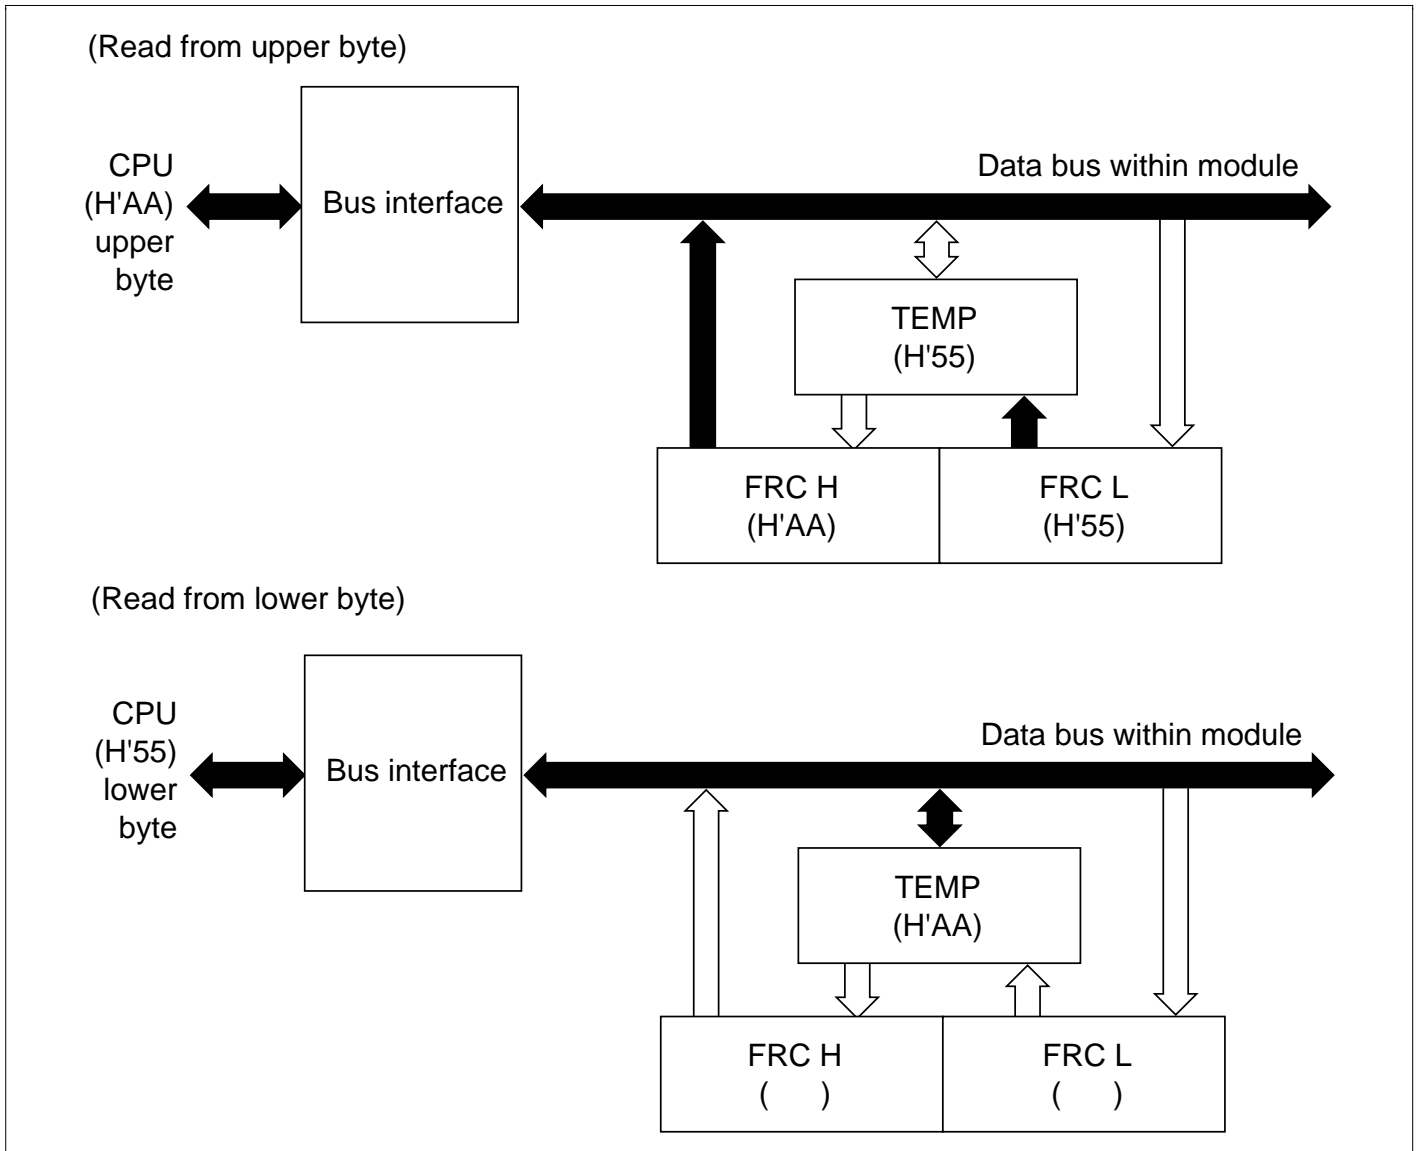 (Read from upper byte)
CPU
(H'AA)
upper
byte
Bus interface
Data bus within module
TEMP
(H'55)
FRC H
(H'AA)
FRC L
(H'55)
(Read from lower byte)
CPU
(H'55)
lower
byte
Bus interface
Data bus within module
TEMP
(H'AA)
FRC H
(    )
FRC L
(    )